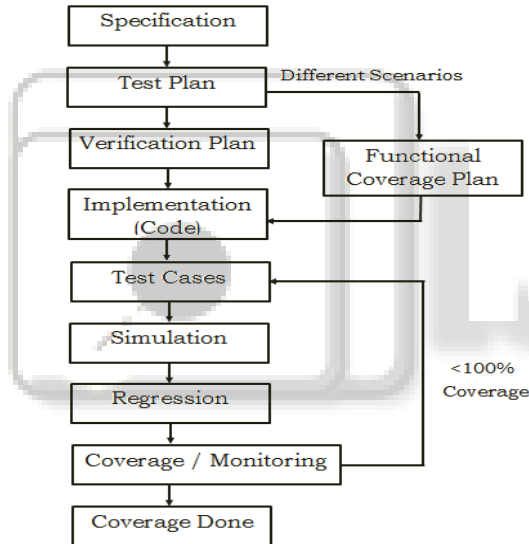 Specification
Test Plan
Different Scenarios
Verification Plan
Functional
Coverage Plan
Implementation
(Code)
Test Cases
Simulation
<100%
Coverage
Regression
Coverage / Monitoring
Coverage Done